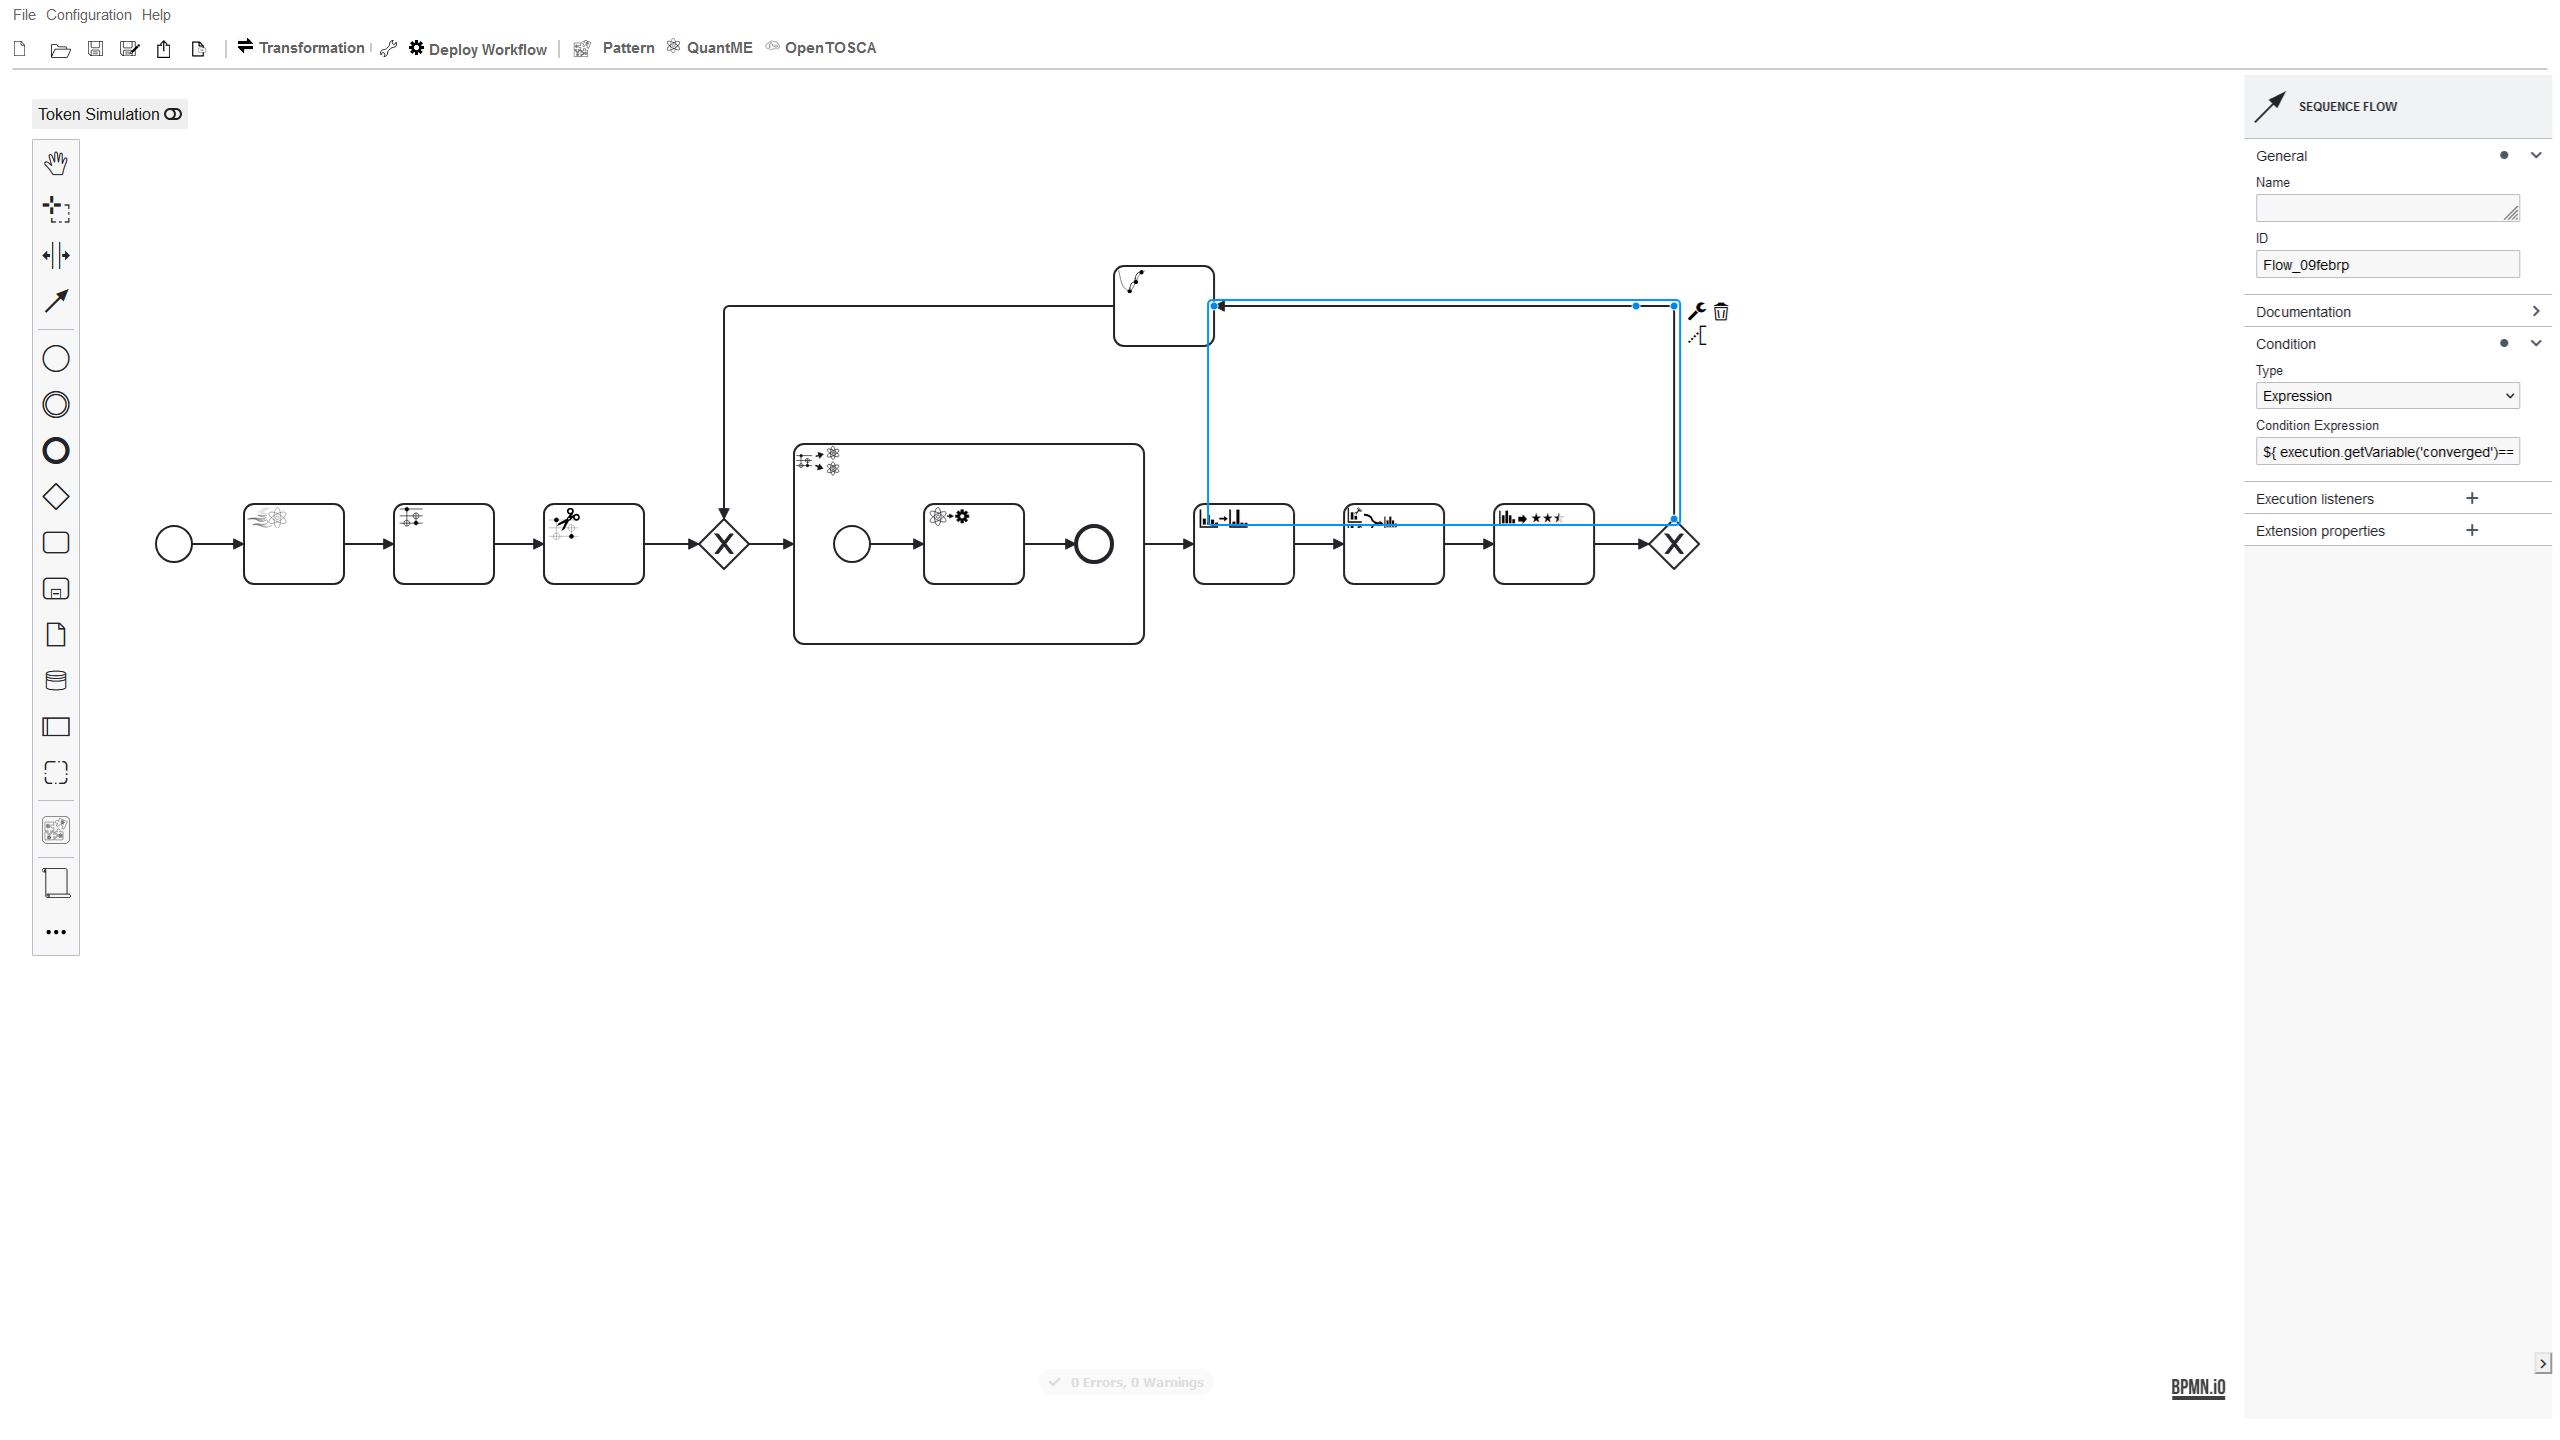 File Configuration Help
Transformation Deploy Workflow Pattern QuantME OpenTOSCA
Token Simulation
SEQUENCE FLOW
General
Name
ID
Flow_09febrp
Documentation
Condition
Type
Expression
Condition Expression
${ execution.getVariable('converged')==
Execution listeners
Extension properties
0 Errors, 0 Warnings
BPMN.iO